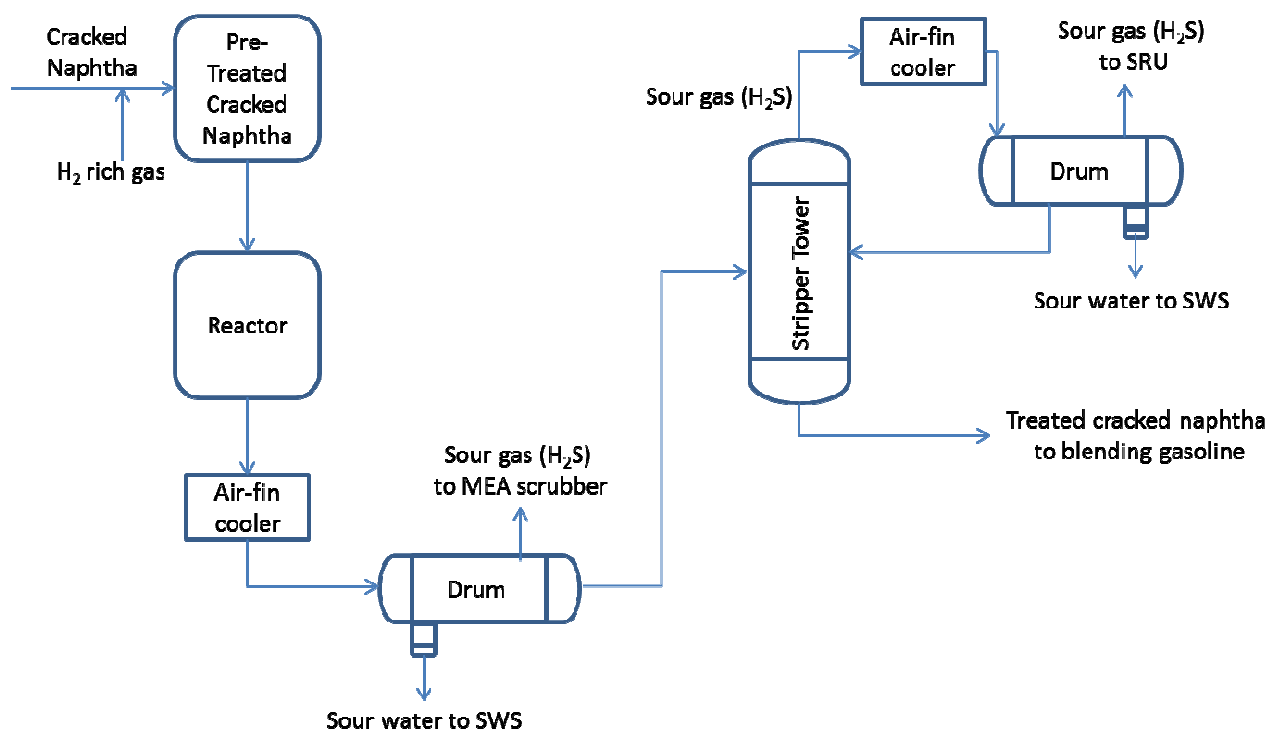 Cracked
Naphtha
H₂ rich gas
Pre-
Treated
Cracked
Naphtha
Reactor
Air-fin
cooler
Sour gas (H₂S)
to MEA scrubber
Drum
Sour water to SWS
Sour gas (H₂S)
Air-fin
cooler
Sour gas (H₂S)
to SRU
Drum
Stripper Tower
Sour water to SWS
Treated cracked naphtha
to blending gasoline